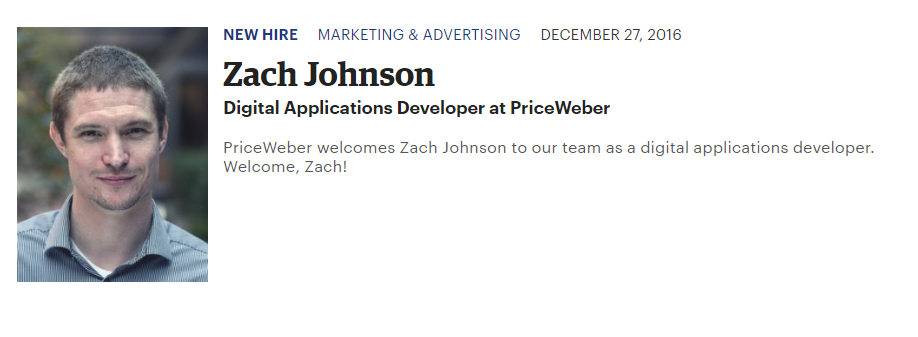 NEW HIRE MARKETING & ADVERTISING DECEMBER 27, 2016
Zach Johnson
Digital Applications Developer at PriceWeber
PriceWeber welcomes Zach Johnson to our team as a digital applications developer.
Welcome, Zach!